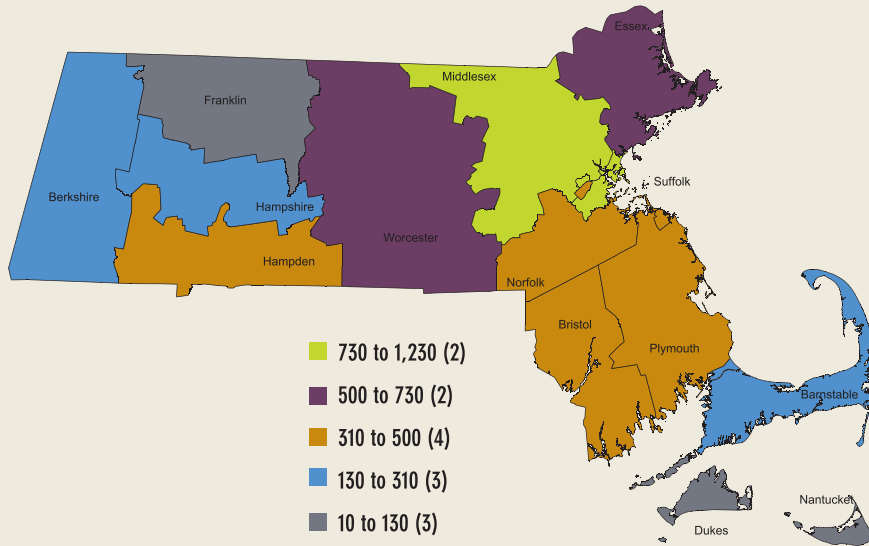 Essex
Middlesex
Franklin
Suffolk
Berkshire
Hampshire
Worcester
Hampden
Norfolk
Bristol
Plymouth
730 to 1,230 (2)
500 to 730 (2)
310 to 500 (4)
130 to 310 (3)
10 to 130 (3)
Barnstable
Nantucket
Dukes